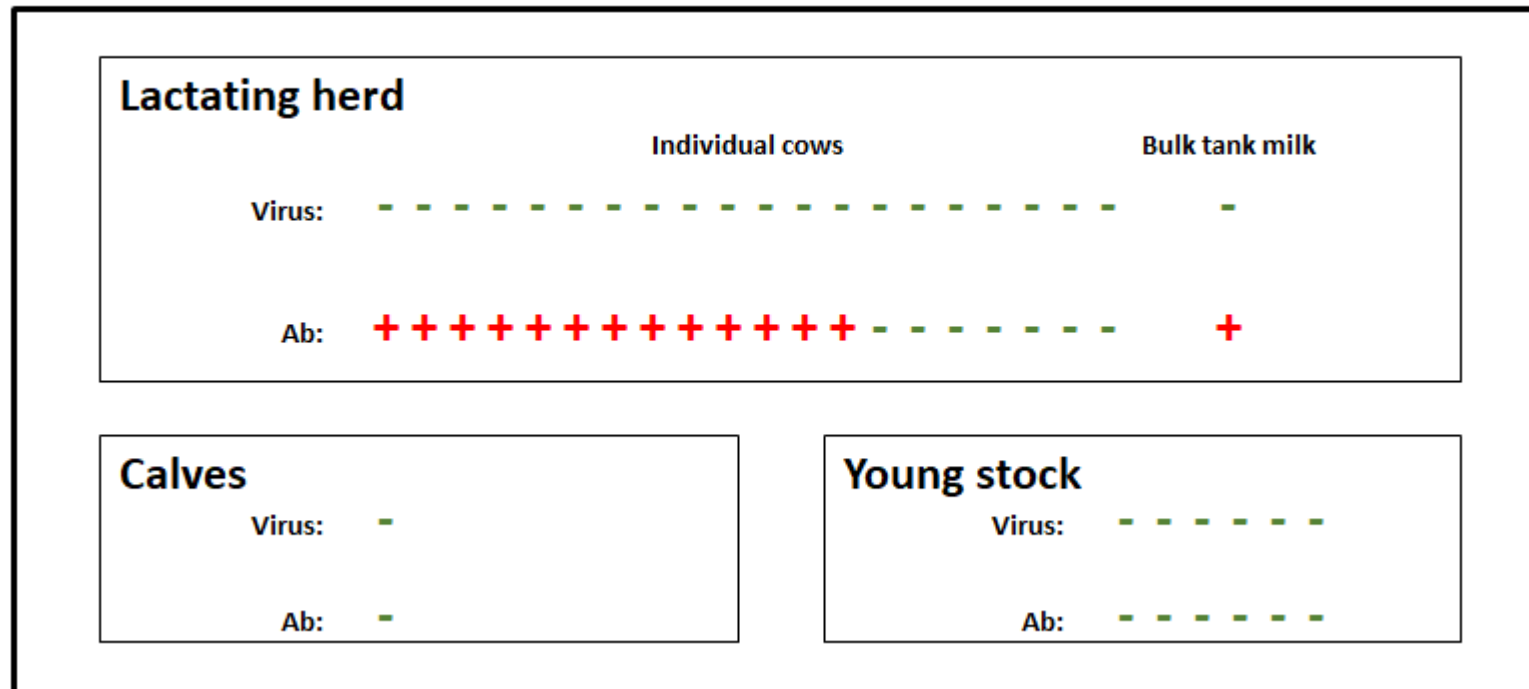 Lactating herd
Individual cows Bulk tank milk
Virus: - - - - - - - - - - - - - - - - - - - - -
Ab: + + + + + + + + + + + + + - - - - - - - +
Calves
Virus: -
Ab: -
Young stock
Virus: - - - - - -
Ab: - - - - - -